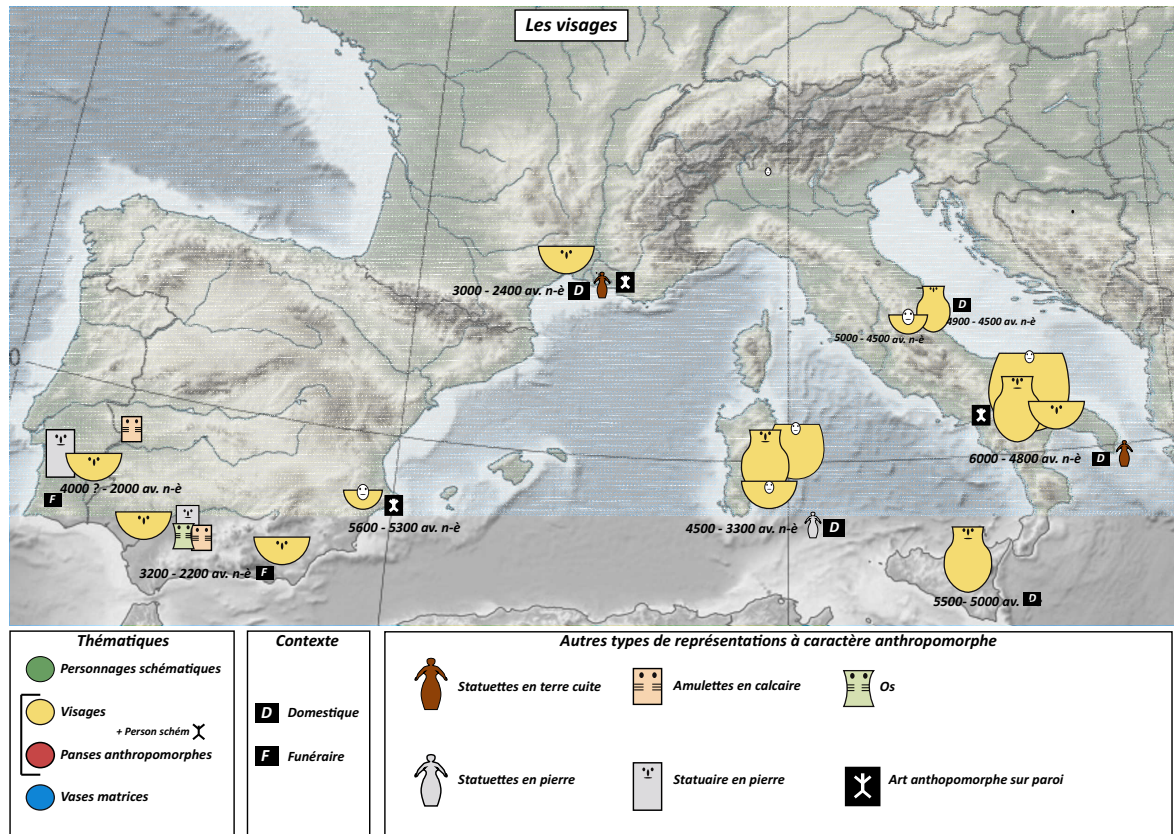 Les visages
3000 - 2400 av. n-è D
D
4900 - 4500 av. n-è
5000 - 4500 av. n-è
0
6000 - 4800 av. n-è D
4000 ? - 2000 av. n-è
F
5600 - 5300 av. n-è
4500 - 3300 av. n-è D
3200 - 2200 av. n-è F
5500- 5000 av. D
Thématiques
Personnages schématiques
Visages
+ Person schém
Panses anthropomorphes
Vases matrices
Contexte
D Domestique
F Funéraire
Autres types de représentations à caractère anthropomorphe
Statuettes en terre cuite
Amulettes en calcaire
Os
Statuettes en pierre
Statuaire en pierre
Art anthopomorphe sur paroi